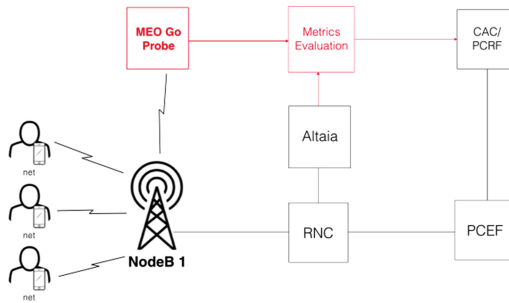 MEO Go
Probe
Metrics
Evaluation
CAC/
PCRF
Altaia
net
net
net
NodeB 1
RNC
PCEF